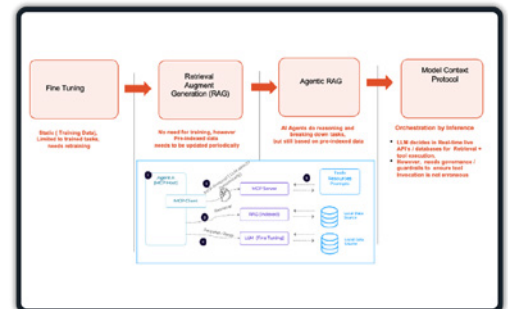 Fine Tuning
Retrieval
Augment
Generation (RAG)
Agentic RAG
Model Context
Protocol
Static ( Training Data),
Limited to trained tasks,
needs retraining
No need for training, however
Pre-indexed data
needs to be updated periodically
AI Agents do reasoning and
breaking down tasks,
but still based on pre-indexed data
Orchestration by Inference
LLM decides in Real-time live
APIs / databases for Retrieval +
tool execution.
However, needs governance /
guardrails to ensure tool
invocation is not erroneous
MCP Server
RAG (Indexed)
LLM (Fine Tuning)